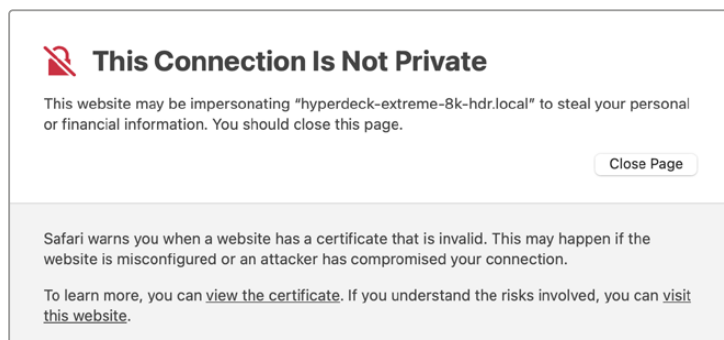 This Connection Is Not Private
This website may be impersonating “hyperdeck-extreme-8k-hdr.local” to steal your personal
or financial information. You should close this page.
Close Page
Safari warns you when a website has a certificate that is invalid. This may happen if the
website is misconfigured or an attacker has compromised your connection.
To learn more, you can view the certificate. If you understand the risks involved, you can visit
this website.